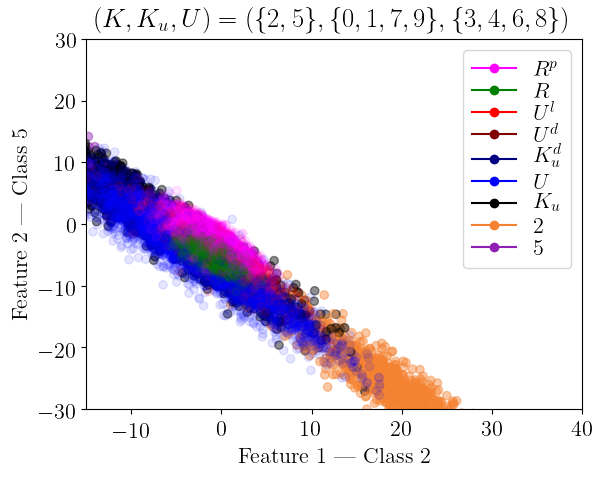 (K, K_u, U) = ({2, 5}, {0, 1, 7, 9}, {3, 4, 6, 8})
30
20
10
0
−10
−20
−30
Feature 2 — Class 5
R^p
R
U^l
U^d
K_u^d
U
K_u
2
5
−10
0
10
20
30
40
Feature 1 — Class 2